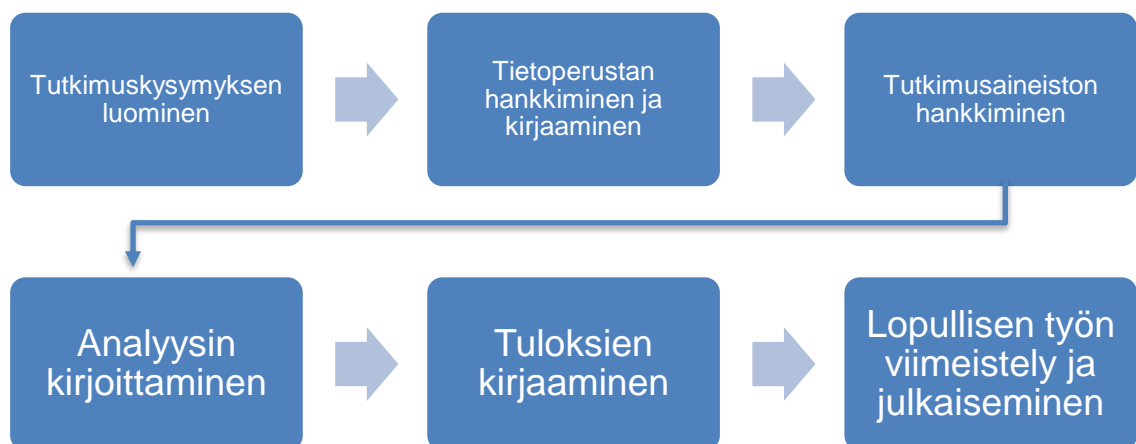 Tutkimuskysymyksen
luominen
Tietoperustan
hankkiminen ja
kirjaaminen
Tutkimusaineiston
hankkiminen
Analyysin
kirjoittaminen
Tuloksien
kirjaaminen
Lopullisen työn
viimeistely ja
julkaiseminen